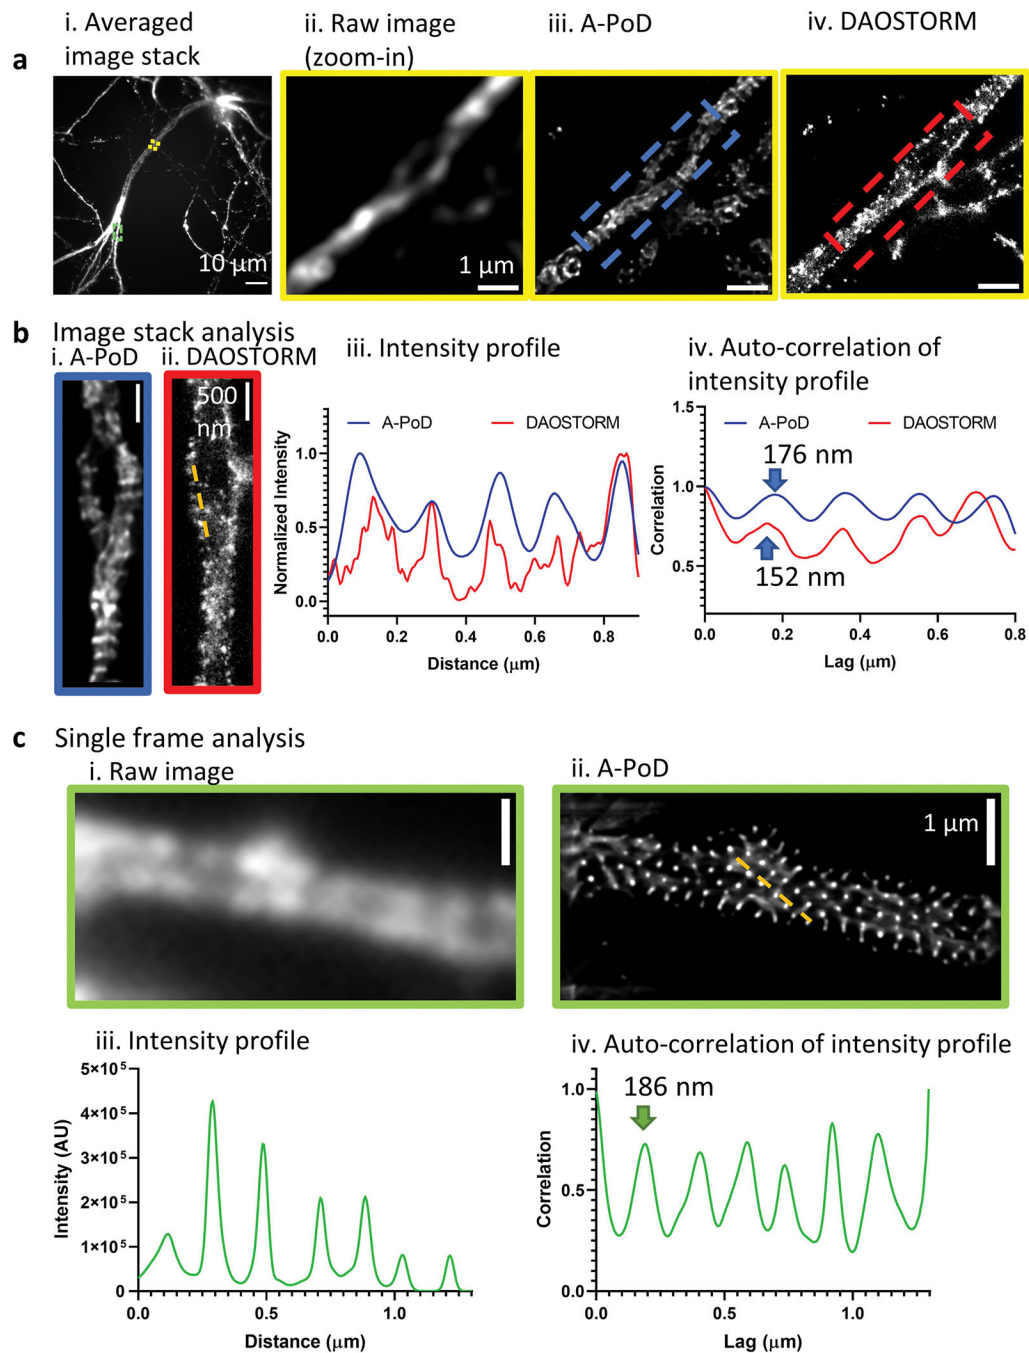 i. Averaged
image stack
ii. Raw image
(zoom-in)
iii. A-PoD
iv. DAOSTORM
a
10 μm
1 μm
b
Image stack analysis
i. A-PoD
ii. DAOSTORM
500
nm
iii. Intensity profile
A-PoD
DAOSTORM
Normalized Intensity
1.0
0.5
0.0
0.0
0.2
0.4
0.6
0.8
Distance (μm)
iv. Auto-correlation of
intensity profile
A-PoD
DAOSTORM
176 nm
152 nm
Correlation
1.5
1.0
0.5
0.0
0.2
0.4
0.6
0.8
Lag (μm)
c
Single frame analysis
i. Raw image
ii. A-PoD
1 μm
iii. Intensity profile
Intensity (AU)
5×10⁵
4×10⁵
3×10⁵
2×10⁵
1×10⁵
0
0.0
0.5
1.0
Distance (μm)
iv. Auto-correlation of intensity profile
186 nm
Correlation
1.0
0.5
0.0
0.0
0.5
1.0
Lag (μm)